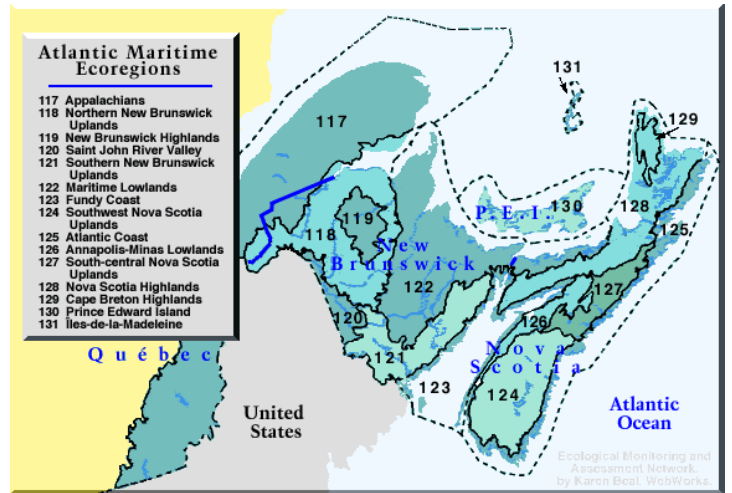 Atlantic Maritime
Ecoregions
117 Appalachians
118 Northern New Brunswick
Uplands
119 New Brunswick Highlands
120 Saint John River Valley
121 Southern New Brunswick
Uplands
122 Maritime Lowlands
123 Fundy Coast
124 Southwest Nova Scotia
Uplands
125 Atlantic Coast
126 Annapolis-Minas Lowlands
127 South-central Nova Scotia
Uplands
128 Nova Scotia Highlands
129 Cape Breton Highlands
130 Prince Edward Island
131 Îles-de-la-Madeleine
131
117
129
P.E.I.
130
128
119
118
125
New
Brunswick
122
127
120
126
Québec
121
Nova
Scotia
123
124
United
States
Atlantic
Ocean
Ecological Monitoring and
Assessment Network.
by Karen Beal, WebWorks.